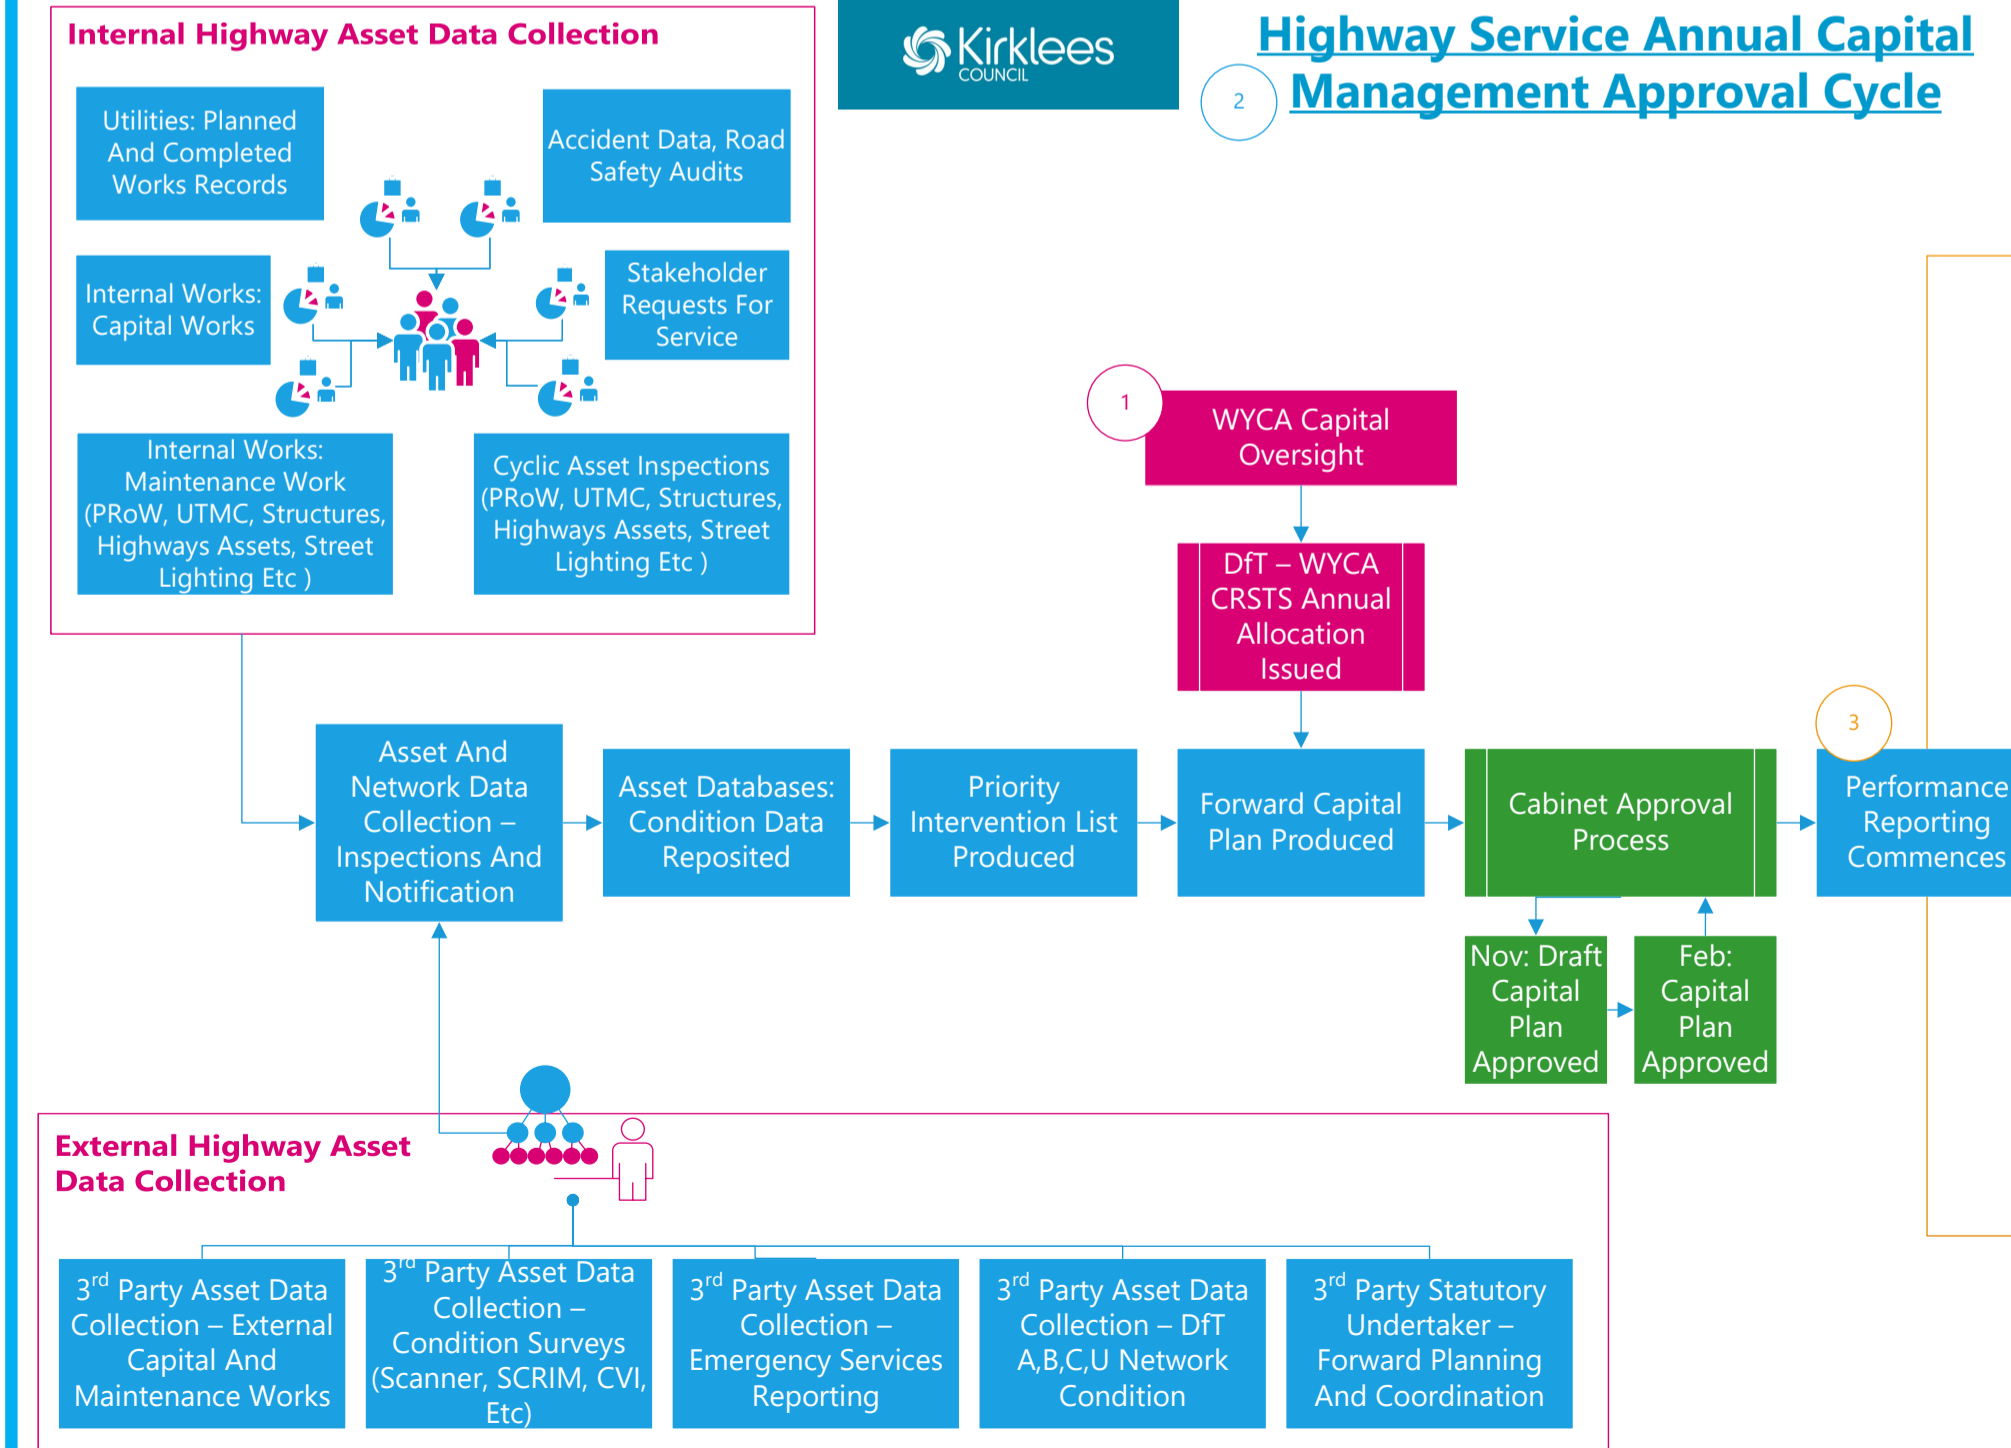 Internal Highway Asset Data Collection
Utilities: Planned
And Completed
Works Records
Accident Data, Road
Safety Audits
Internal Works:
Capital Works
Stakeholder
Requests For
Service
Internal Works:
Maintenance Work
(PRoW, UTMC, Structures,
Highways Assets, Street
Lighting Etc )
Cyclic Asset Inspections
(PRoW, UTMC, Structures,
Highways Assets, Street
Lighting Etc )
Kirklees
COUNCIL
Highway Service Annual Capital
Management Approval Cycle
2
1
WYCA Capital
Oversight
DfT – WYCA
CRSTS Annual
Allocation
Issued
Asset And
Network Data
Collection –
Inspections And
Notification
Asset Databases:
Condition Data
Reposited
Priority
Intervention List
Produced
Forward Capital
Plan Produced
Cabinet Approval
Process
3
Performance
Reporting
Commences
Nov: Draft
Capital
Plan
Approved
Feb:
Capital
Plan
Approved
External Highway Asset
Data Collection
3rd Party Asset Data
Collection – External
Capital And
Maintenance Works
3rd Party Asset Data
Collection –
Condition Surveys
(Scanner, SCRIM, CVI,
Etc)
3rd Party Asset Data
Collection –
Emergency Services
Reporting
3rd Party Asset Data
Collection – DfT
A,B,C,U Network
Condition
3rd Party Statutory
Undertaker –
Forward Planning
And Coordination